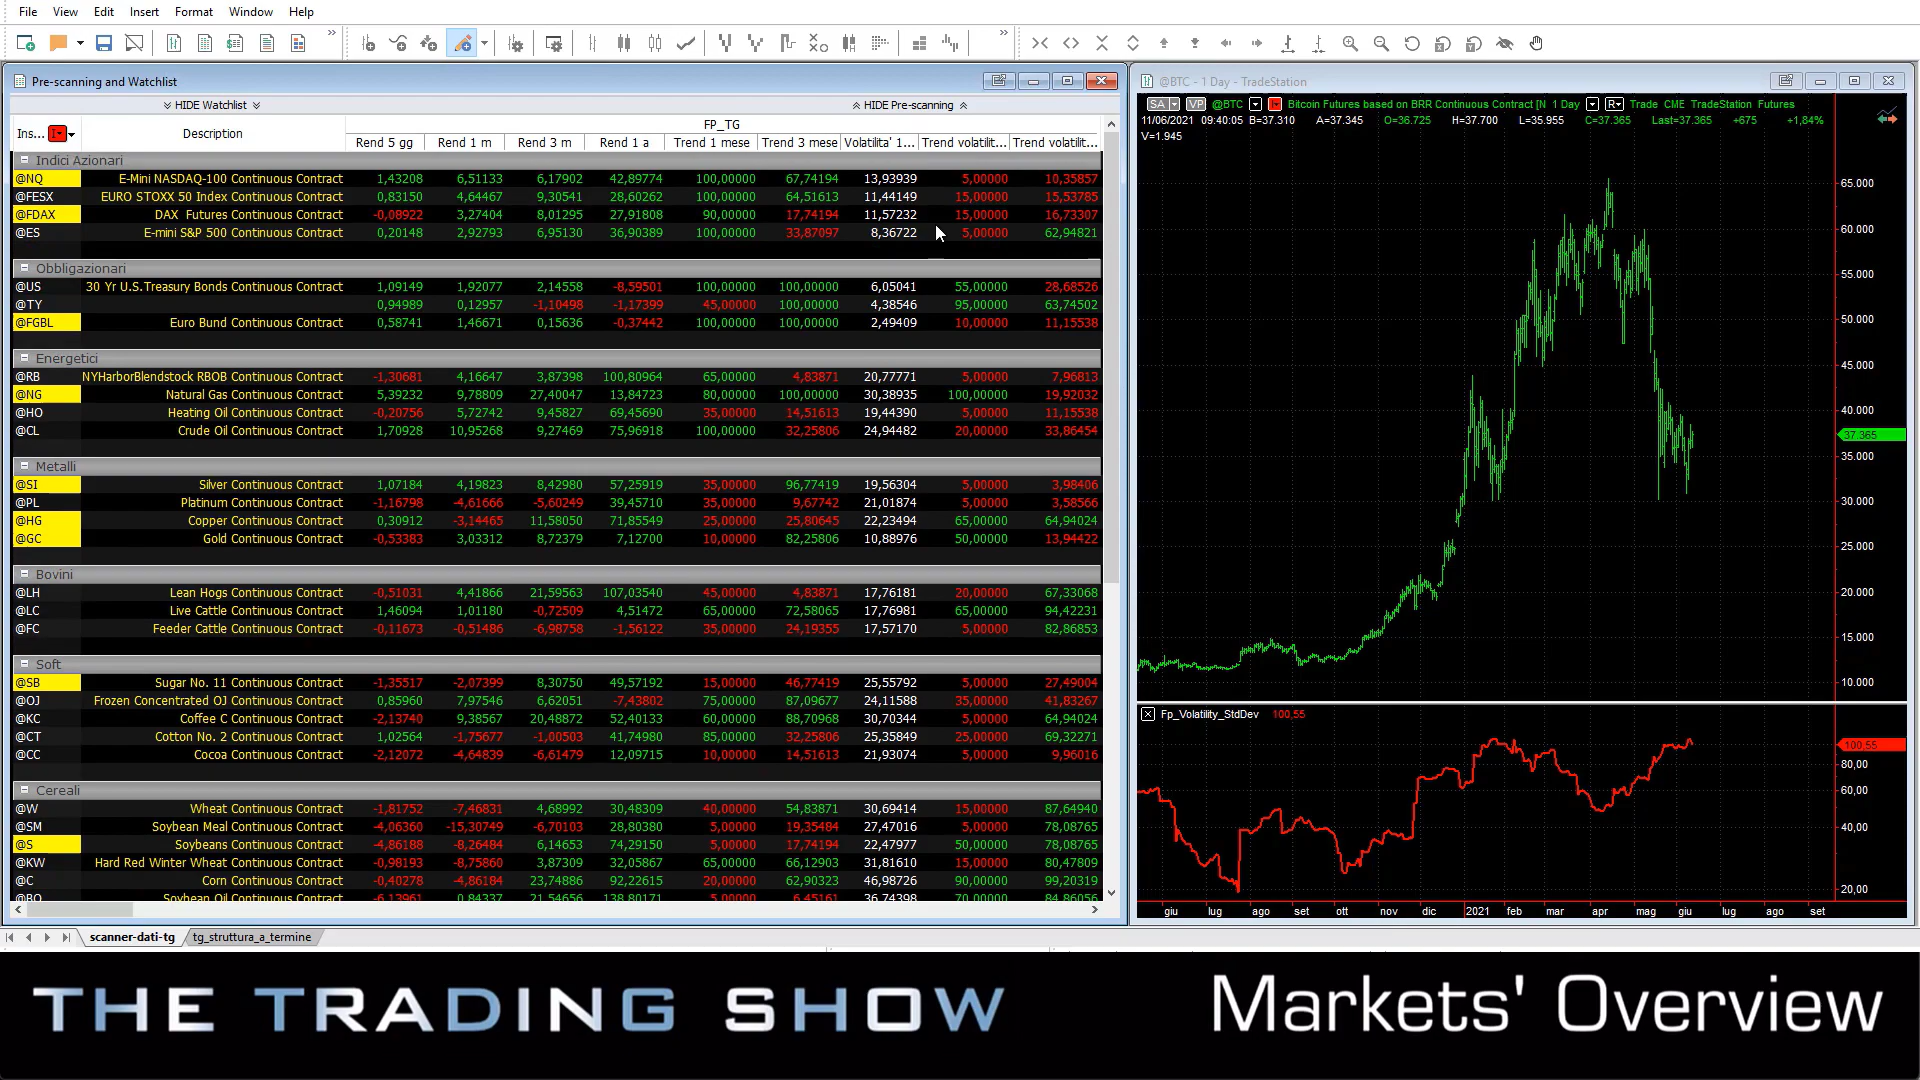 File View Edit Insert Format Window Help
Pre-scanning and Watchlist
HIDE Watchlist HIDE Pre-scanning
FP_TG
Ins... Description Rend 5 gg Rend 1 m Rend 3 m Rend 1 a Trend 1 mese Trend 3 mese Volatilita' 1... Trend volatilit... Trend volatilit...
Indici Azionari
@NQ E-Mini NASDAQ-100 Continuous Contract 1,43208 6,51133 6,17902 42,89774 100,00000 67,74194 13,93939 5,00000 10,35857
@FESX EURO STOXX 50 Index Continuous Contract 0,83150 4,64467 9,30541 28,60262 100,00000 64,51613 11,44149 15,00000 15,53785
@FDAX DAX Futures Continuous Contract -0,08922 3,27404 8,01295 27,91808 90,00000 17,74194 11,57232 15,00000 16,73307
@ES E-mini S&P 500 Continuous Contract 0,20148 2,92793 6,95130 36,90389 100,00000 33,87097 8,36722 5,00000 62,94821
Obbligazionari
@US 30 Yr U.S.Treasury Bonds Continuous Contract 1,09149 1,92077 2,14558 -8,59501 100,00000 100,00000 6,05041 55,00000 28,68526
@TY 0,94989 0,12957 -1,10498 -1,17399 45,00000 100,00000 4,38546 95,00000 63,74502
@FGBL Euro Bund Continuous Contract 0,58741 1,46671 0,15636 -0,37442 100,00000 100,00000 2,49409 10,00000 11,15538
Energetici
@RB NYHarborBlendstock RBOB Continuous Contract -1,30681 4,16647 3,87398 100,80964 65,00000 4,83871 20,77771 5,00000 7,96813
@NG Natural Gas Continuous Contract 5,39232 9,78809 27,40047 13,84723 80,00000 100,00000 30,38935 100,00000 19,92032
@HO Heating Oil Continuous Contract -0,20756 5,72742 9,45827 69,45690 35,00000 14,51613 19,44390 5,00000 11,15538
@CL Crude Oil Continuous Contract 1,70928 10,95268 9,27469 75,96918 100,00000 32,25806 24,94482 20,00000 33,86454
Metalli
@SI Silver Continuous Contract 1,07184 4,19823 8,42980 57,25919 35,00000 96,77419 19,56304 5,00000 3,98406
@PL Platinum Continuous Contract -1,16798 -4,61666 -5,60249 39,45710 35,00000 9,67742 21,01874 5,00000 3,58566
@HG Copper Continuous Contract 0,30912 -3,14465 11,58050 71,85549 25,00000 25,80645 22,23494 65,00000 64,94024
@GC Gold Continuous Contract -0,53383 3,03312 8,72379 7,12700 10,00000 82,25806 10,88976 50,00000 13,94422
Bovini
@LH Lean Hogs Continuous Contract -0,51031 4,41866 21,59563 107,03540 45,00000 4,83871 17,76181 20,00000 67,33068
@LC Live Cattle Continuous Contract 1,46094 1,01180 -0,72509 4,51472 65,00000 72,58065 17,76981 65,00000 94,42231
@FC Feeder Cattle Continuous Contract -0,11673 -0,51486 -6,98758 -1,56122 35,00000 24,19355 17,57170 5,00000 82,86853
Soft
@SB Sugar No. 11 Continuous Contract -1,35517 -2,07399 8,30750 49,57192 15,00000 46,77419 25,55792 5,00000 27,49004
@OJ Frozen Concentrated OJ Continuous Contract 0,85960 7,97546 6,62051 -7,43802 75,00000 87,09677 24,11588 35,00000 41,83267
@KC Coffee C Continuous Contract -2,13740 9,38567 20,48872 52,40133 60,00000 88,70968 30,70344 5,00000 64,94024
@CT Cotton No. 2 Continuous Contract 1,02564 -1,75677 -1,00503 41,74980 85,00000 32,25806 25,35849 25,00000 69,32271
@CC Cocoa Continuous Contract -2,12072 -4,64839 -6,61479 12,09715 10,00000 14,51613 21,93074 5,00000 9,96016
Cereali
@W Wheat Continuous Contract -1,81752 -7,46831 4,68992 30,48309 40,00000 54,83871 30,69414 15,00000 87,64940
@SM Soybean Meal Continuous Contract -4,06360 -15,30749 -6,70103 28,80380 5,00000 19,35484 27,47016 5,00000 78,08765
@S Soybeans Continuous Contract -4,86188 -8,26484 6,14653 74,29150 5,00000 17,74194 22,47977 50,00000 78,08765
@KW Hard Red Winter Wheat Continuous Contract -0,98193 -8,75860 3,87309 32,05867 65,00000 66,12903 31,81610 15,00000 80,47809
@C Corn Continuous Contract -0,40278 -4,86184 23,74886 92,22615 20,00000 62,90323 46,98726 90,00000 99,20319
@BO Soybean Oil Continuous Contract -6,13961 0,84337 21,54656 138,80171 5,00000 6,45161 36,74398 70,00000 84,86056
scanner-dati-tg tg_struttura_a_termine
@BTC - 1 Day - TradeStation
SA VP @BTC Bitcoin Futures based on BRR Continuous Contract [N 1 Day R Trade CME TradeStation Futures
11/06/2021 09:40:05 B=37.310 A=37.345 O=36.725 H=37.700 L=35.955 C=37.365 Last=37.365 +675 +1,84%
V=1.945
65.000
60.000
55.000
50.000
45.000
40.000
37.365
35.000
30.000
25.000
20.000
15.000
10.000
Fp_Volatility_StdDev 100,55
100,55
80,00
60,00
40,00
20,00
giu lug ago set ott nov dic 2021 feb mar apr mag giu lug ago set
THE TRADING SHOW Markets' Overview